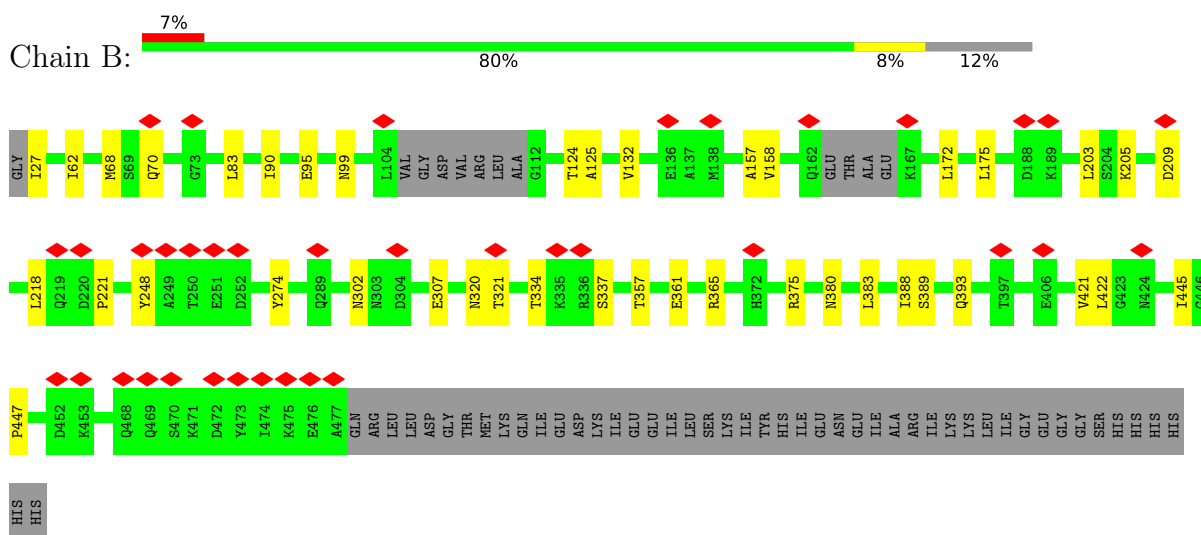 7%
Chain B:
80% 8% 12%
GLY I27 I62 M68 S69 Q70 G73 L83 I90 E95 N99 L104 VAL GLY ASP VAL ARG LEU ALA G112 T124 A125 V132 E136 A137 M138 A157 V158 Q162 GLU THR ALA GLU K167 L172 L175 D188 K189 L203 S204 K205 D209
L218 Q219 D220 P221 Y248 A249 T250 E251 D252 Y274 Q289 N302 N303 D304 E307 N320 T321 T334 K335 R336 S337 T357 E361 R365 H372 R375 N380 L383 I388 S389 Q393 T397 E406 V421 L422 G423 N424 I445 G446
P447 D452 K453 Q468 Q469 S470 K471 D472 Y473 I474 K475 E476 A477 GLN ARG LEU LEU ASP GLY THR MET LYS GLN ILE GLU ASP LYS ILE GLU GLU ILE LEU SER LYS ILE TYR HIS ILE GLU ASN GLU ILE ALA ARG ILE LYS LYS LEU ILE GLY GLU GLY GLY SER HIS HIS HIS HIS HIS
HIS HIS